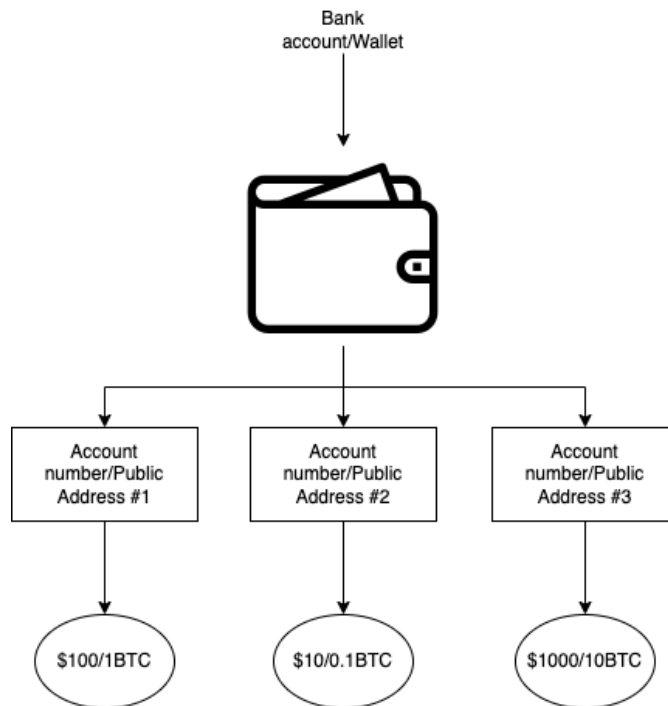 Bank
account/Wallet
Account
number/Public
Address #1
Account
number/Public
Address #2
Account
number/Public
Address #3
$100/1BTC
$10/0.1BTC
$1000/10BTC